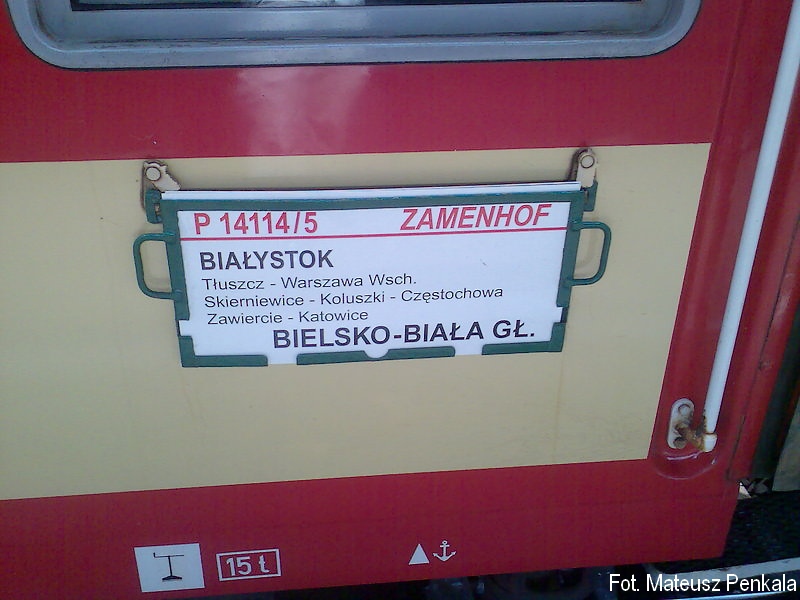 P 14114/5 ZAMENHOF
BIAŁYSTOK
Tłuszcz - Warszawa Wsch.
Skierniewice - Koluszki - Częstochowa
Zawiercie - Katowice
BIELSKO-BIAŁA GŁ.
15 t
Fot. Mateusz Penkala